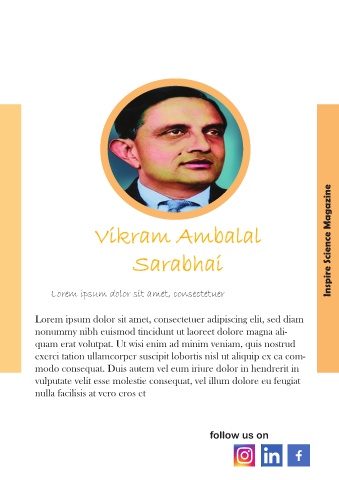 Vikram Ambalal
Sarabhai
Lorem ipsum dolor sit amet, consectetuer
Lorem ipsum dolor sit amet, consectetuer adipiscing elit, sed diam
nonummy nibh euismod tincidunt ut laoreet dolore magna ali-
quam erat volutpat. Ut wisi enim ad minim veniam, quis nostrud
exerci tation ullamcorper suscipit lobortis nisl ut aliquip ex ea com-
modo consequat. Duis autem vel eum iriure dolor in hendrerit in
vulputate velit esse molestie consequat, vel illum dolore eu feugiat
nulla facilisis at vero eros et
Inspire Science Magazine
follow us on